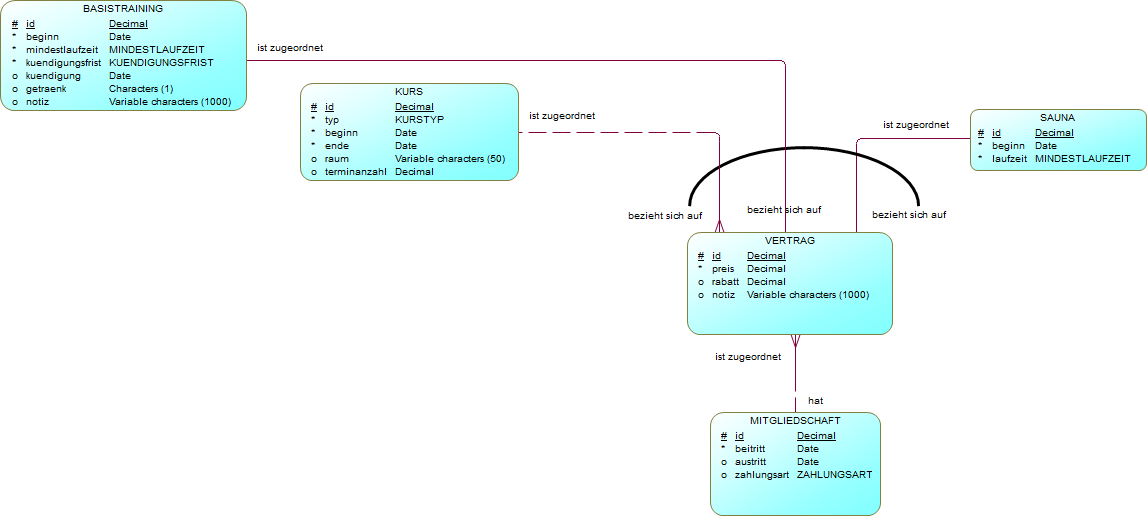 BASISTRAINING
# id Decimal
* beginn Date
* mindestlaufzeit MINDESTLAUFZEIT
* kuendigungsfrist KUENDIGUNGSFRIST
o kuendigung Date
o getraenk Characters (1)
o notiz Variable characters (1000)
ist zugeordnet
KURS
# id Decimal
* typ KURSTYP
* beginn Date
* ende Date
o raum Variable characters (50)
o terminanzahl Decimal
ist zugeordnet
ist zugeordnet
SAUNA
# id Decimal
* beginn Date
* laufzeit MINDESTLAUFZEIT
bezieht sich auf
bezieht sich auf
bezieht sich auf
VERTRAG
# id Decimal
* preis Decimal
o rabatt Decimal
o notiz Variable characters (1000)
ist zugeordnet
hat
MITGLIEDSCHAFT
# id Decimal
* beitritt Date
o austritt Date
o zahlungsart ZAHLUNGSART